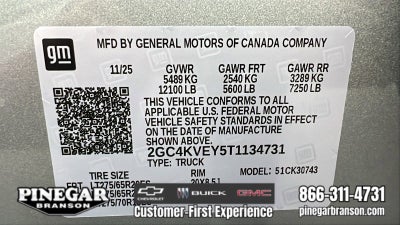 gm
MFD BY GENERAL MOTORS OF CANADA COMPANY
11/25 GVWR GAWR FRT GAWR RR
5489 KG 2540 KG 3289 KG
12100 LB 5600 LB 7250 LB
THIS VEHICLE CONFORMS TO ALL
APPLICABLE U.S. FEDERAL MOTOR
VEHICLE SAFETY STANDARDS IN EFFECT
ON THE DATE OF MANUFACTURE
2GC4KVEY5T1134731
TYPE: TRUCK
51CK30743
TIRE SIZE RIM
PINEGAR
BRANSON
CHEVROLET BUICK GMC
Customer-First Experience
866-311-4731
pinegarbranson.com